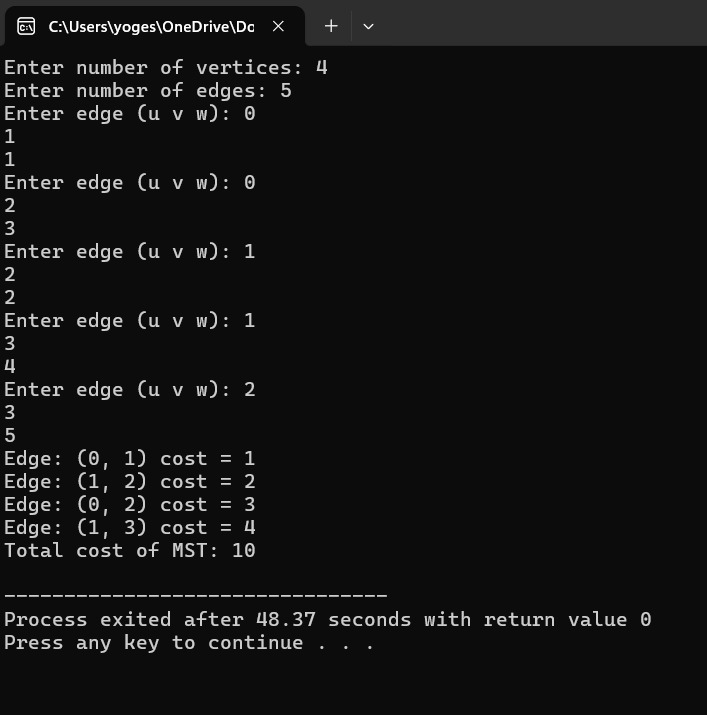 C:\Users\yoges\OneDrive\Do
Enter number of vertices: 4
Enter number of edges: 5
Enter edge (u v w): 0
1
1
Enter edge (u v w): 0
2
3
Enter edge (u v w): 1
2
2
Enter edge (u v w): 1
3
4
Enter edge (u v w): 2
3
5
Edge: (0, 1) cost = 1
Edge: (1, 2) cost = 2
Edge: (0, 2) cost = 3
Edge: (1, 3) cost = 4
Total cost of MST: 10
--------------------------------
Process exited after 48.37 seconds with return value 0
Press any key to continue . . .